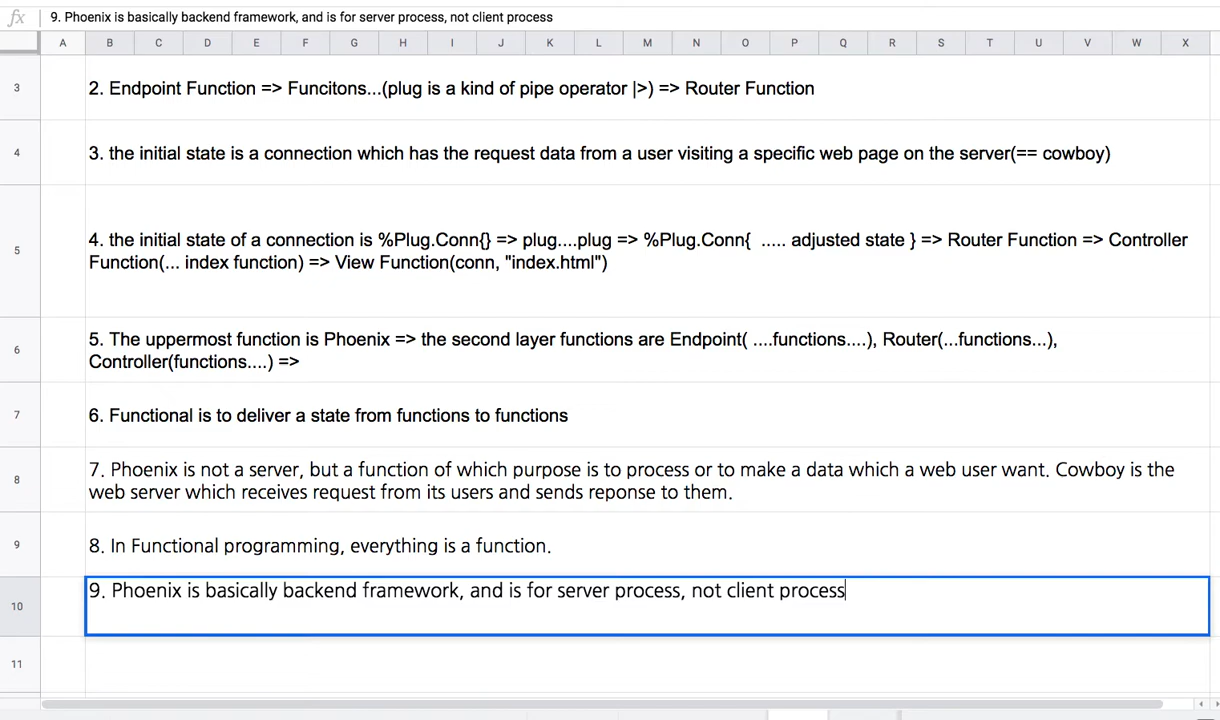 fx 9. Phoenix is basically backend framework, and is for server process, not client process
A B C D E F G H I J K L M N O P Q R S T U V W X
3 2. Endpoint Function => Funcitons...(plug is a kind of pipe operator |>) => Router Function
4 3. the initial state is a connection which has the request data from a user visiting a specific web page on the server(== cowboy)
5 4. the initial state of a connection is %Plug.Conn{} => plug....plug => %Plug.Conn{ ..... adjusted state } => Router Function => Controller
Function(... index function) => View Function(conn, "index.html")
6 5. The uppermost function is Phoenix => the second layer functions are Endpoint( ....functions....), Router(...functions...),
Controller(functions....) =>
7 6. Functional is to deliver a state from functions to functions
8 7. Phoenix is not a server, but a function of which purpose is to process or to make a data which a web user want. Cowboy is the
web server which receives request from its users and sends reponse to them.
9 8. In Functional programming, everything is a function.
10 9. Phoenix is basically backend framework, and is for server process, not client process
11